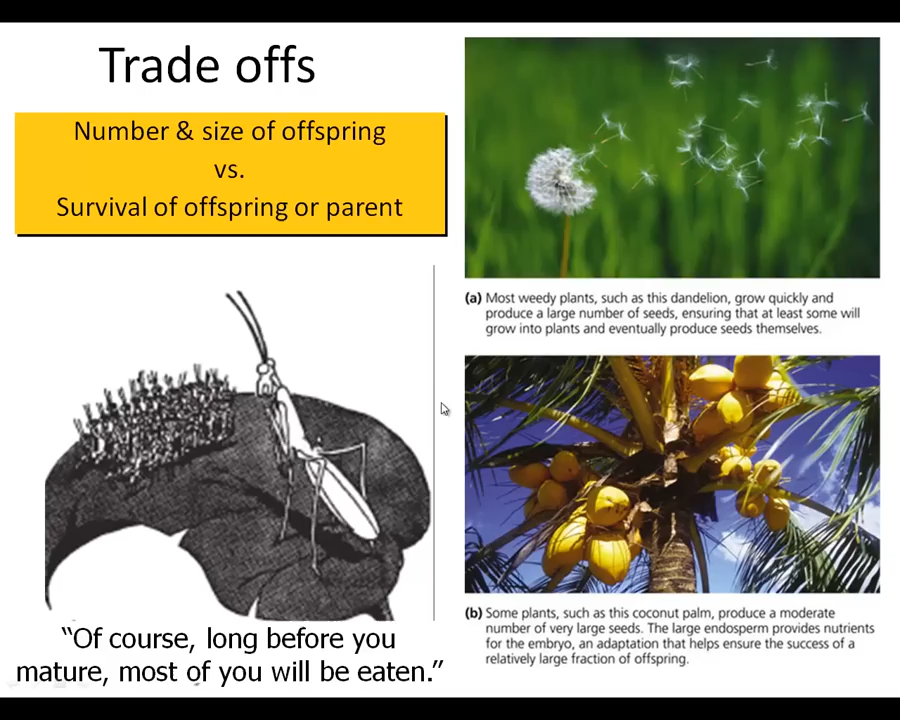 Trade offs
Number & size of offspring
vs.
Survival of offspring or parent
“Of course, long before you
mature, most of you will be eaten.”
(a) Most weedy plants, such as this dandelion, grow quickly and
produce a large number of seeds, ensuring that at least some will
grow into plants and eventually produce seeds themselves.
(b) Some plants, such as this coconut palm, produce a moderate
number of very large seeds. The large endosperm provides nutrients
for the embryo, an adaptation that helps ensure the success of a
relatively large fraction of offspring.